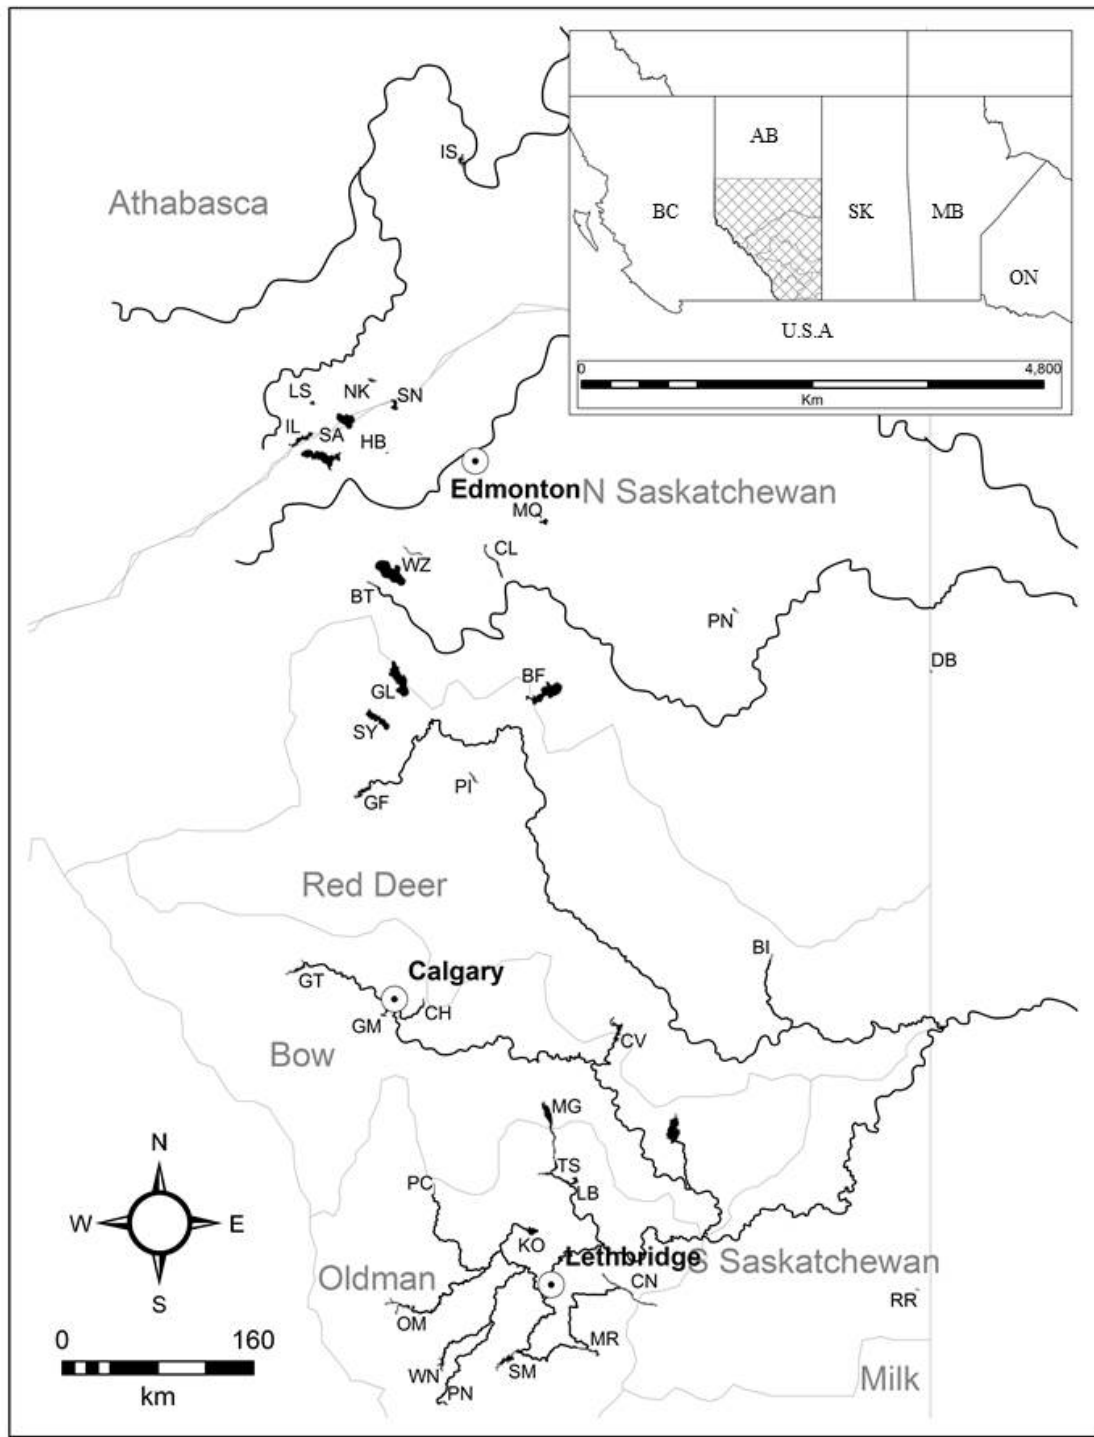 IS
Athabasca
AB
BC
SK
MB
ON
U.S.A
0 4,800
Km
LS
NK
SN
IL
SA
HB
Edmonton
N Saskatchewan
MQ
CL
WZ
BT
PN
DB
GL
BF
SY
GF
PI
Red Deer
BI
Calgary
GT
GM
CH
CV
Bow
MG
TS
PC
LB
KO
Lethbridge
S Saskatchewan
Oldman
CN
RR
OM
MR
WN
PN
SM
Milk
N
W E
S
0 160
km